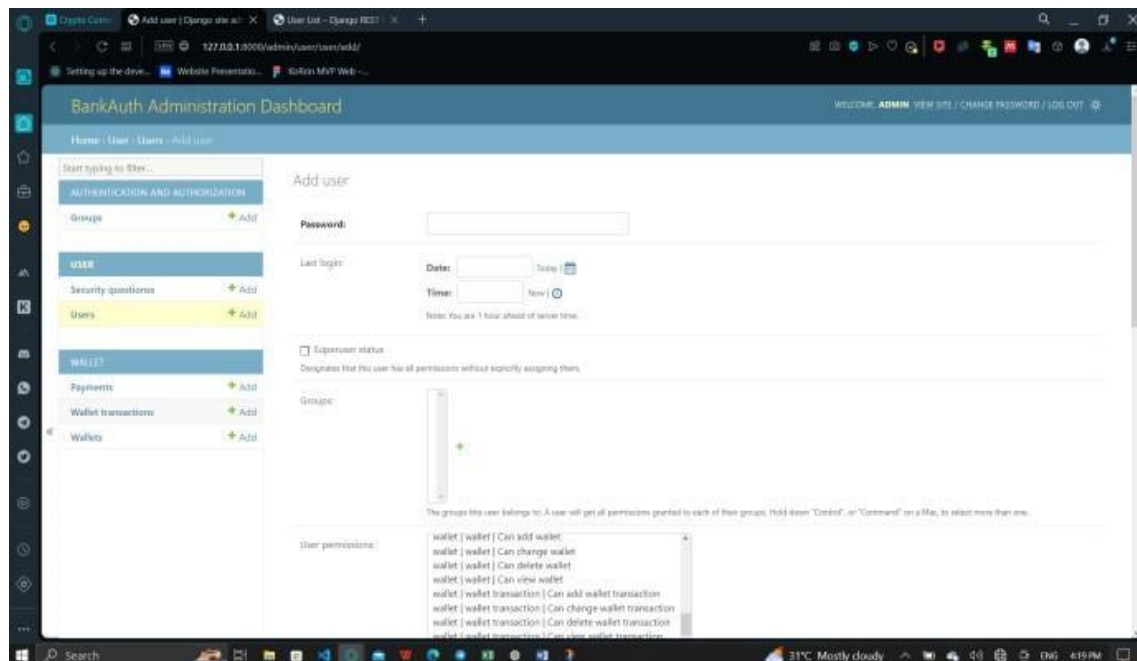 Add user | Django site ad
User List – Django REST
127.0.0.1:8000/admin/user/user/add/
Setting up the deve...
Website Presentatio...
GoRin MVP Web –...
BankAuth Administration Dashboard
WELCOME, ADMIN. VIEW SITE / CHANGE PASSWORD / LOG OUT
Home › User › Users › Add user
Start typing to filter...
AUTHENTICATION AND AUTHORIZATION
Groups + Add
USER
Security questions + Add
Users + Add
WALLET
Payments + Add
Wallet transactions + Add
Wallets + Add
Add user
Password:
Last login:
Date: Today |
Time: Now |
Note: You are 1 hour ahead of server time.
Superuser status
Designates that this user has all permissions without explicitly assigning them.
Groups:
The groups this user belongs to. A user will get all permissions granted to each of their groups. Hold down "Control", or "Command" on a Mac, to select more than one.
User permissions:
wallet | wallet | Can add wallet
wallet | wallet | Can change wallet
wallet | wallet | Can delete wallet
wallet | wallet | Can view wallet
wallet | wallet transaction | Can add wallet transaction
wallet | wallet transaction | Can change wallet transaction
wallet | wallet transaction | Can delete wallet transaction
wallet | wallet transaction | Can view wallet transaction
Search
31°C Mostly cloudy
ENG
4:19 PM